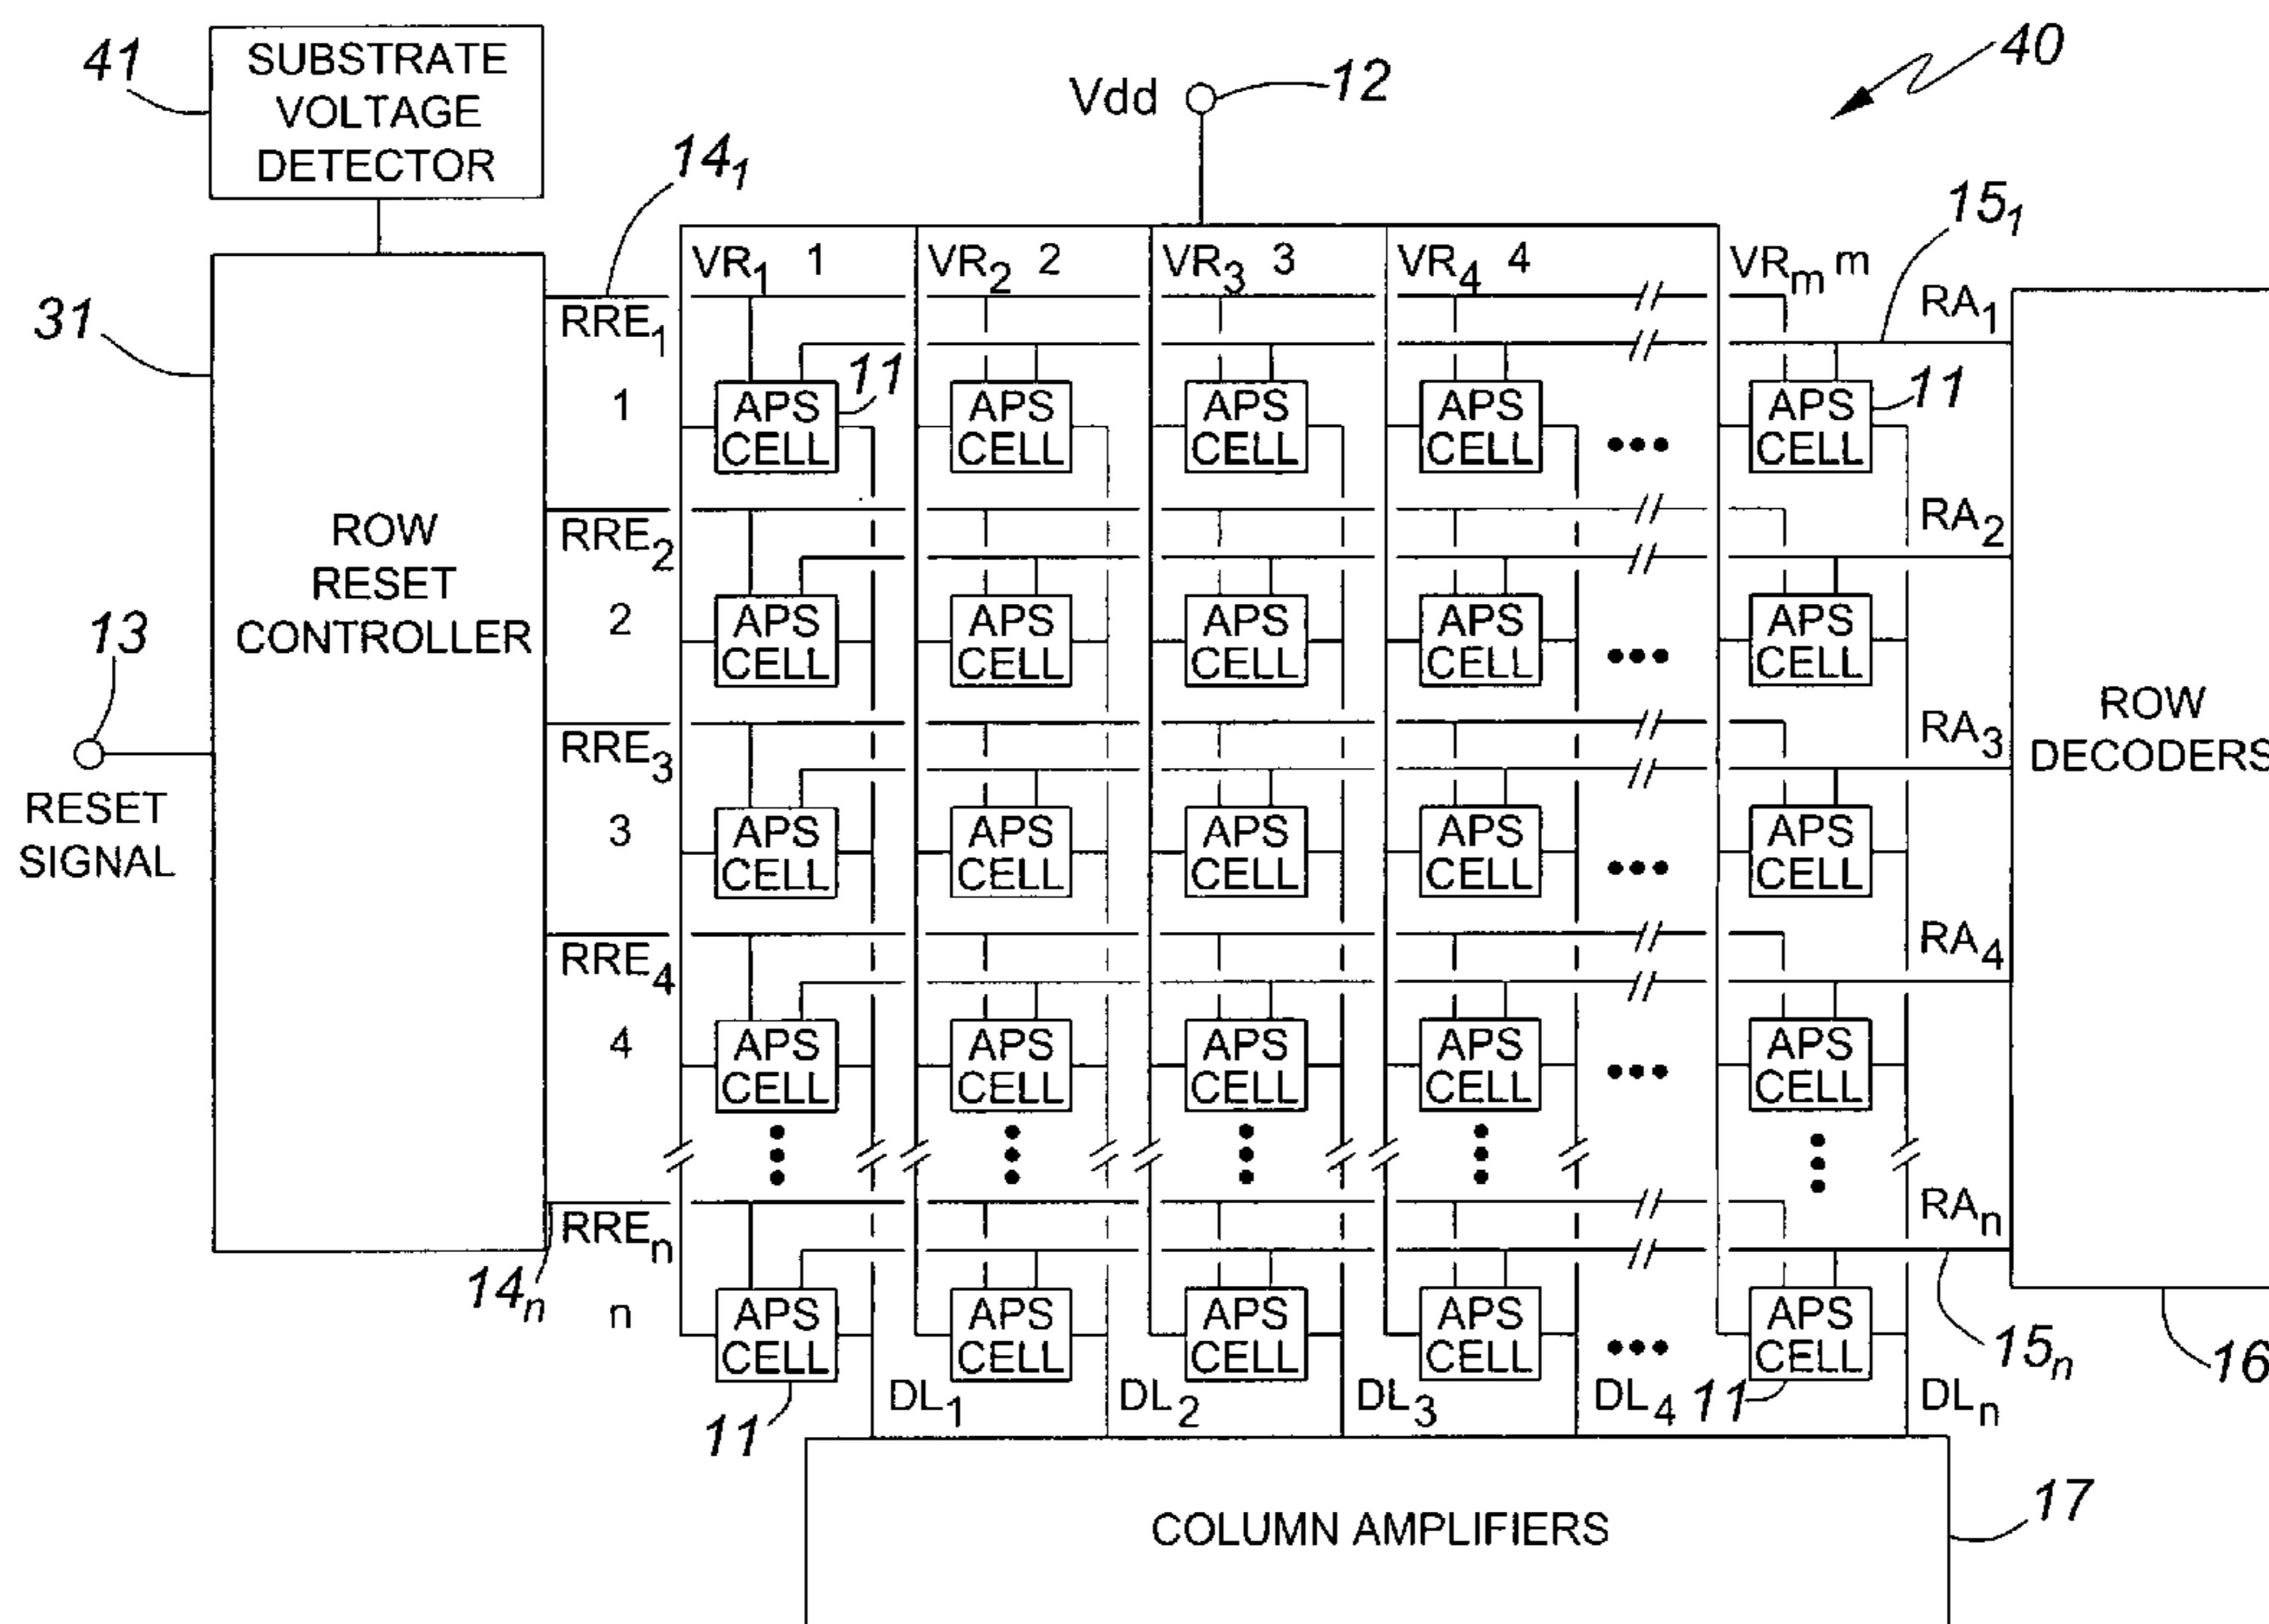 41
SUBSTRATE
VOLTAGE
DETECTOR
Vdd
12
40
14₁
15₁
VR₁ 1
VR₂ 2
VR₃ 3
VR₄ 4
VRₘ m
RA₁
31
RRE₁
11
11
1
APS CELL
APS CELL
APS CELL
APS CELL
•••
APS CELL
ROW
RESET
CONTROLLER
RRE₂
RA₂
2
APS CELL
APS CELL
APS CELL
APS CELL
•••
APS CELL
13
RESET
SIGNAL
ROW
DECODERS
RRE₃
RA₃
3
APS CELL
APS CELL
APS CELL
APS CELL
•••
APS CELL
RRE₄
RA₄
4
APS CELL
APS CELL
APS CELL
APS CELL
•••
APS CELL
RREₙ
RAₙ
14ₙ
n
APS CELL
APS CELL
APS CELL
APS CELL
•••
APS CELL
15ₙ
16
11
DL₁
DL₂
DL₃
DL₄
11
DLₙ
COLUMN AMPLIFIERS
17